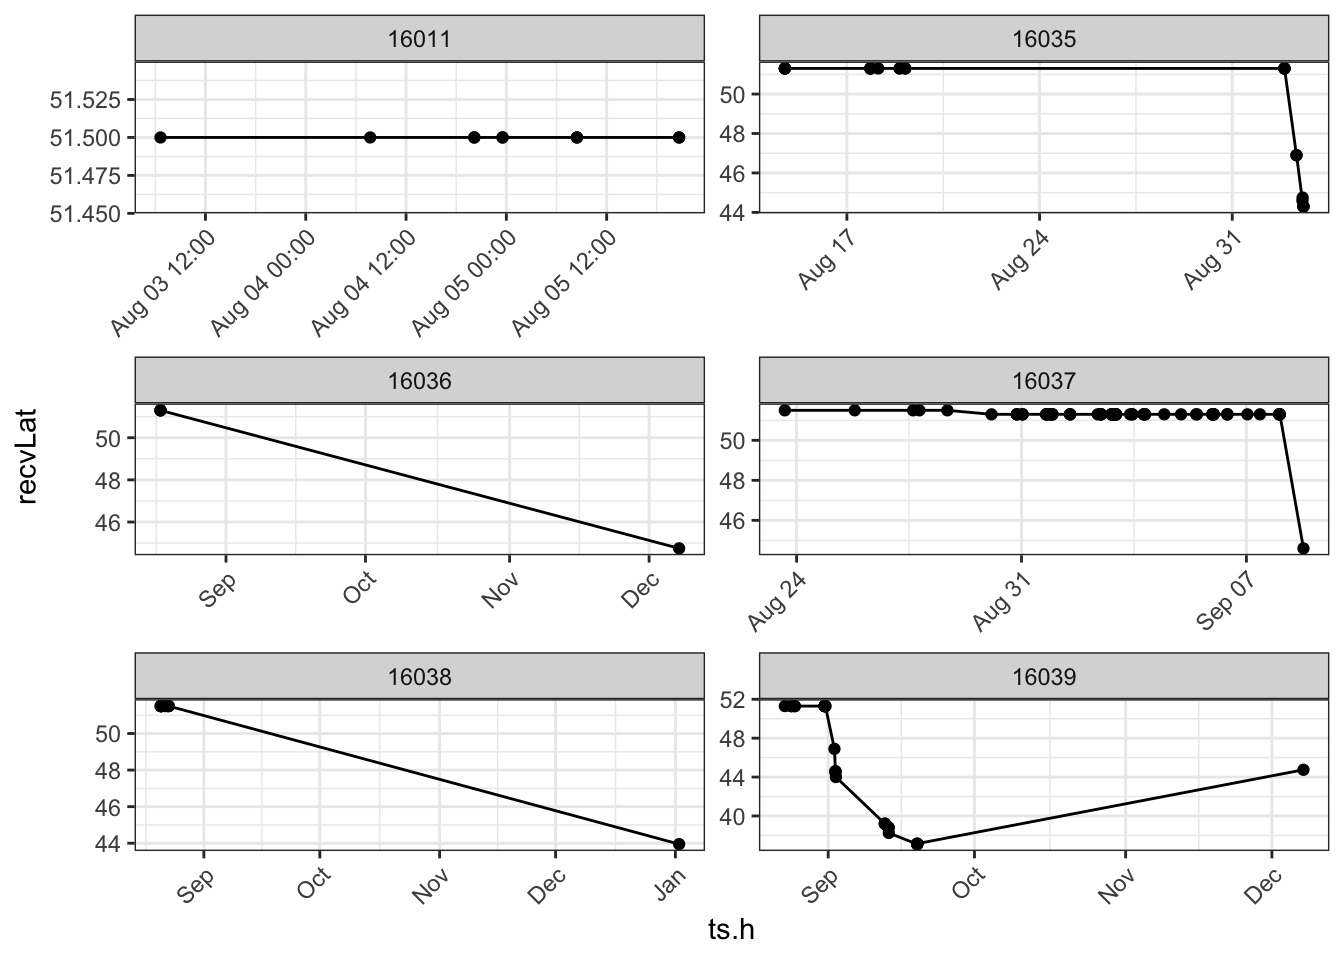 16011
51.525
51.500
51.475
51.450
Aug 03 12:00
Aug 04 00:00
Aug 04 12:00
Aug 05 00:00
Aug 05 12:00
16035
50
48
46
44
Aug 17
Aug 24
Aug 31
16036
50
48
46
Sep
Oct
Nov
Dec
16037
50
48
46
Aug 24
Aug 31
Sep 07
16038
50
48
46
44
Sep
Oct
Nov
Dec
Jan
16039
52
48
44
40
Sep
Oct
Nov
Dec
recvLat
ts.h